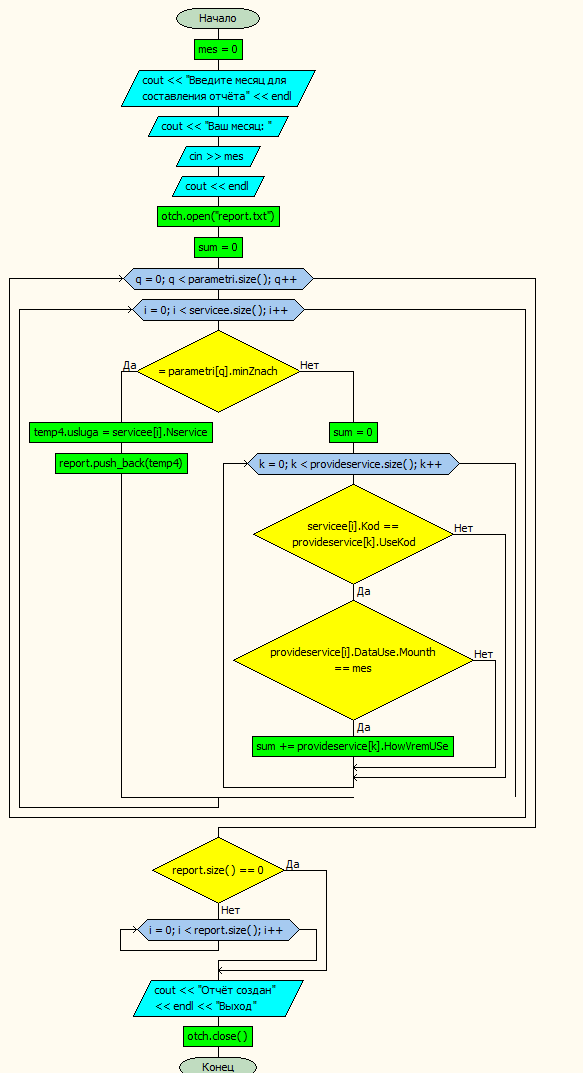 Начало
mes = 0
cout << "Введите месяц для
составления отчёта" << endl
cout << "Ваш месяц: "
cin >> mes
cout << endl
otch.open("report.txt")
sum = 0
q = 0; q < parametri.size( ); q++
i = 0; i < servicee.size( ); i++
Да
= parametri[q].minZnach
Нет
temp4.usluga = servicee[i].Nservice
sum = 0
report.push_back(temp4)
k = 0; k < provideservice.size( ); k++
servicee[i].Kod ==
provideservice[k].UseKod
Нет
Да
provideservice[i].DataUse.Mounth
== mes
Нет
Да
sum += provideservice[k].HowVremUSe
report.size( ) == 0
Да
Нет
i = 0; i < report.size( ); i++
cout << "Отчёт создан"
<< endl << "Выход"
otch.close( )
Конец